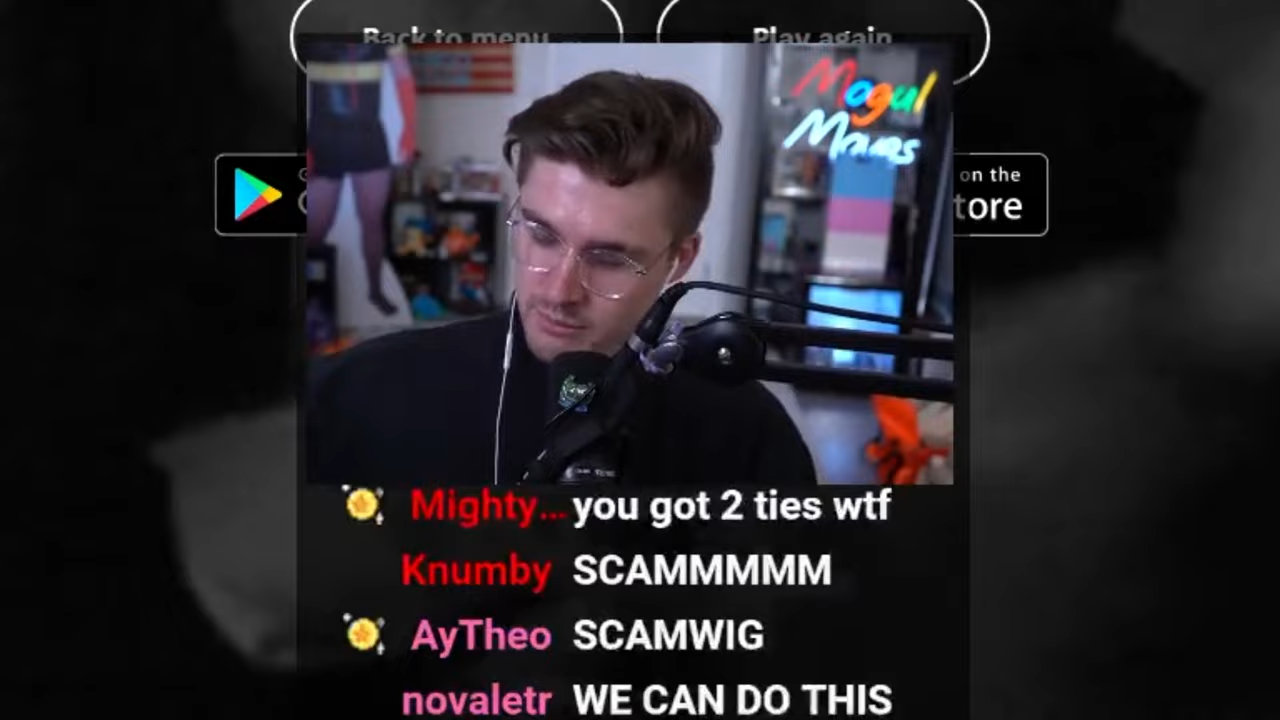 Back to menu
Play again
Mogul
Moves
on the
tore
Mighty... you got 2 ties wtf
Knumby SCAMMMMM
AyTheo SCAMWIG
novaletr WE CAN DO THIS